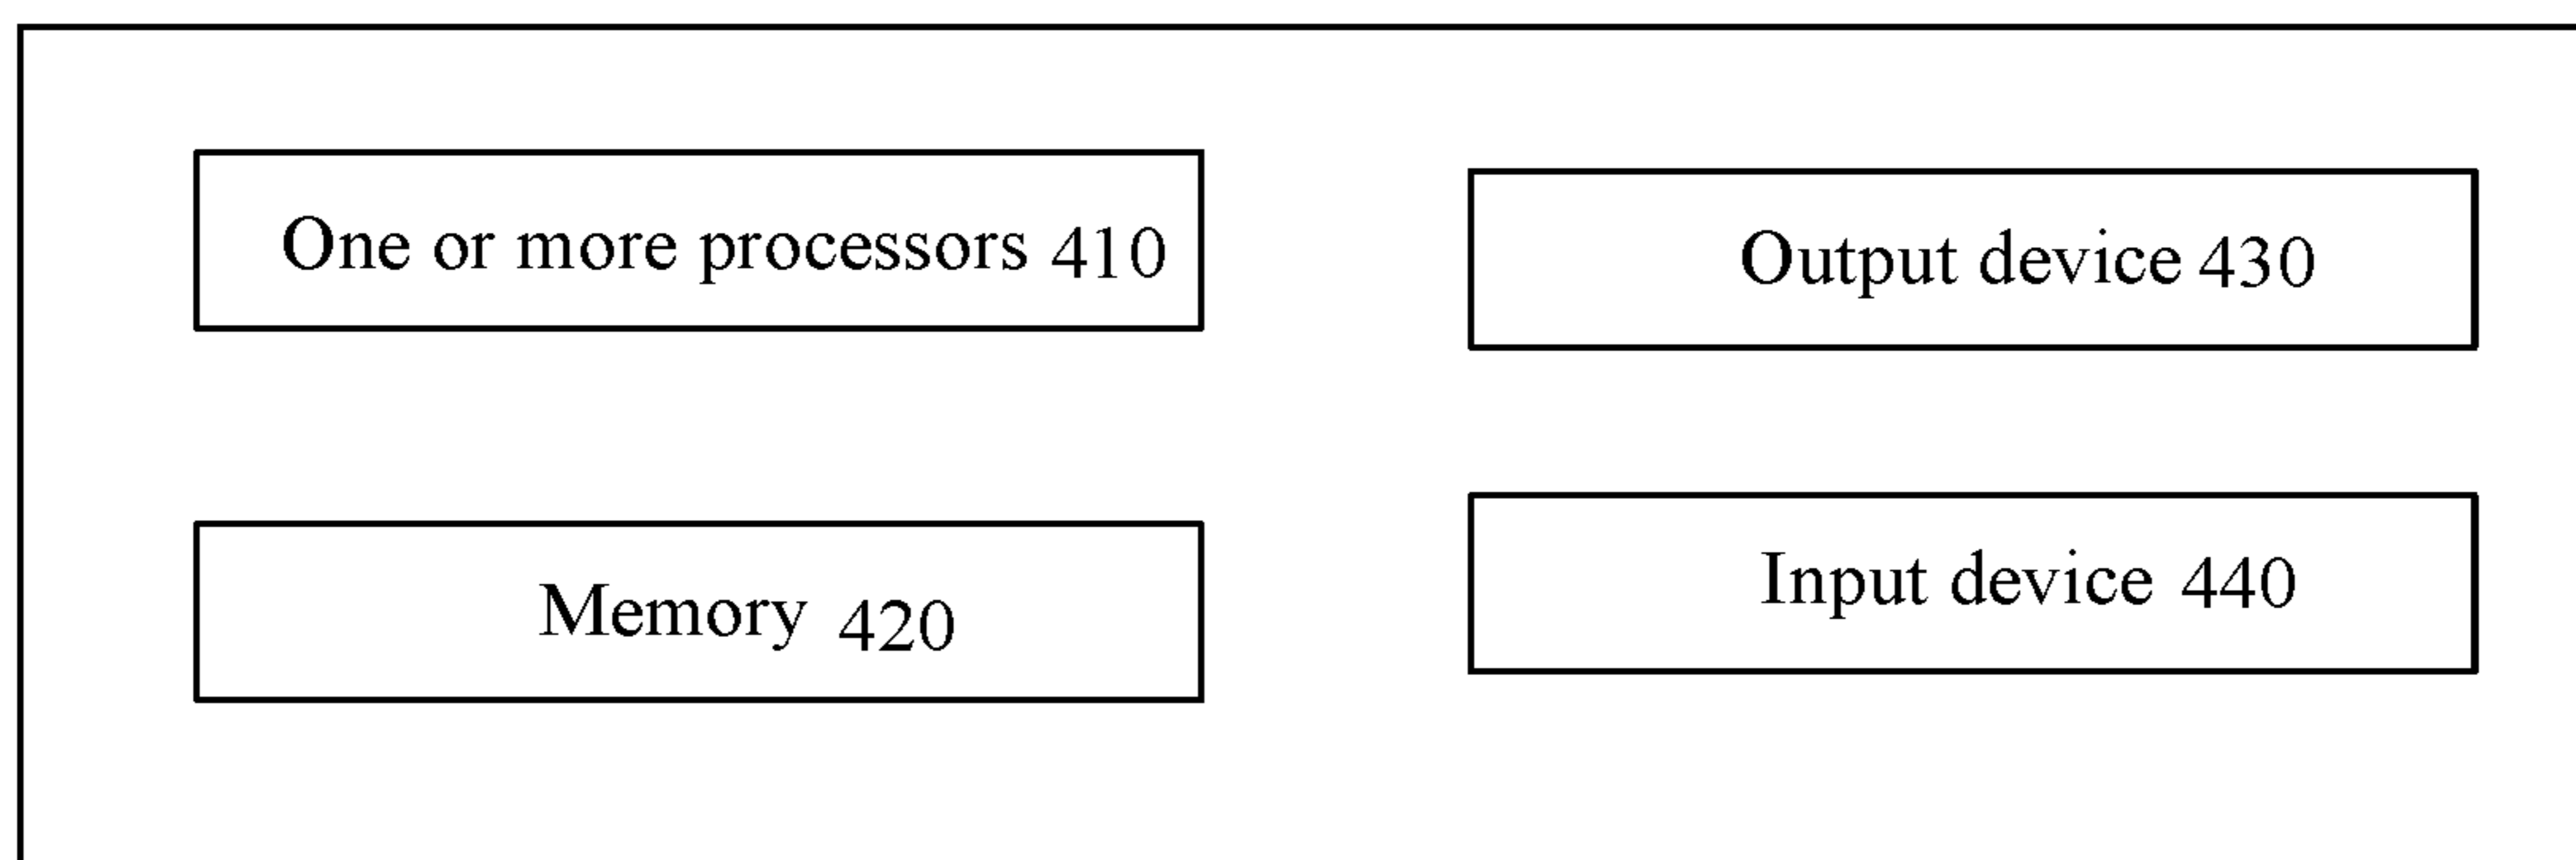 One or more processors 410
Output device 430
Memory 420
Input device 440